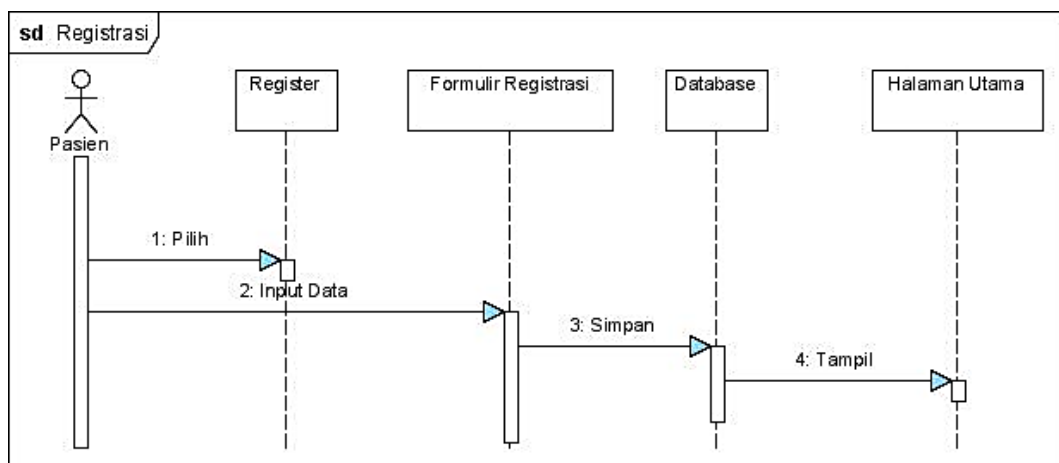 sd Registrasi
Register
Formulir Registrasi
Database
Halaman Utama
Pasien
1: Pilih
2: Input Data
3: Simpan
4: Tampil